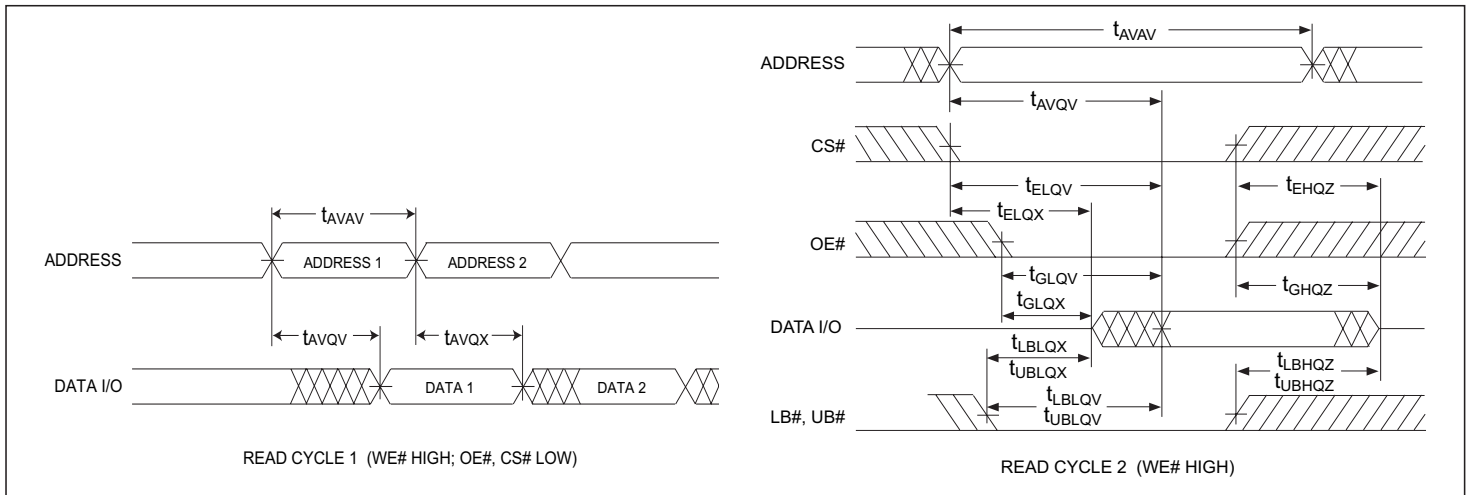 tAVAV
ADDRESS
ADDRESS 1
ADDRESS 2
tAVQV
tAVQX
DATA I/O
DATA 1
DATA 2
READ CYCLE 1 (WE# HIGH; OE#, CS# LOW)
tAVAV
ADDRESS
tAVQV
CS#
tELQV
tEHQZ
tELQX
OE#
tGLQV
tGHQZ
tGLQX
DATA I/O
tLBLQX
tUBLQX
tLBHQZ
tUBHQZ
tLBLQV
tUBLQV
LB#, UB#
READ CYCLE 2 (WE# HIGH)